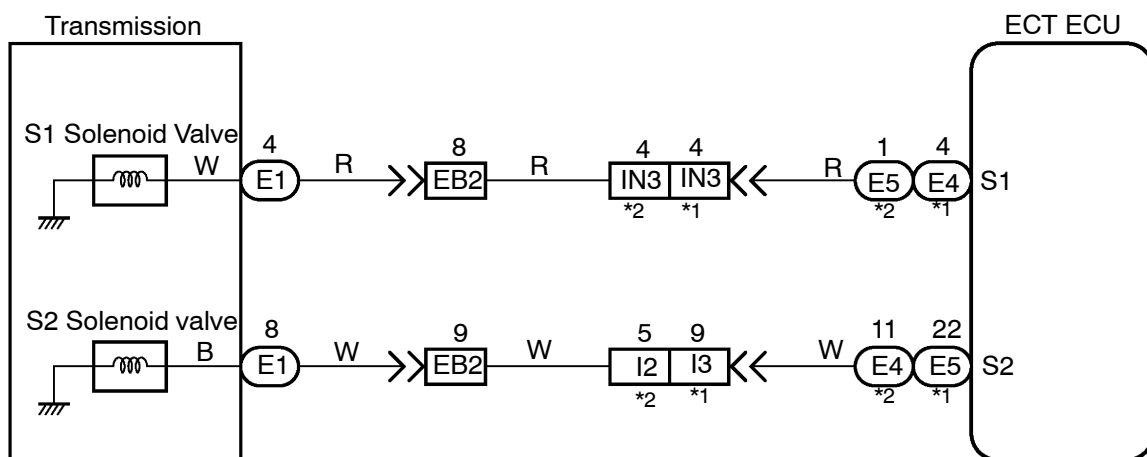 Transmission ECT ECU
S1 Solenoid Valve
4 8 4 4 1 4
W R R R
E1 EB2 IN3 IN3 E5 E4 S1
*2 *1 *2 *1
S2 Solenoid valve
8 9 5 9 11 22
B W W W
E1 EB2 I2 I3 E4 E5 S2
*2 *1 *2 *1